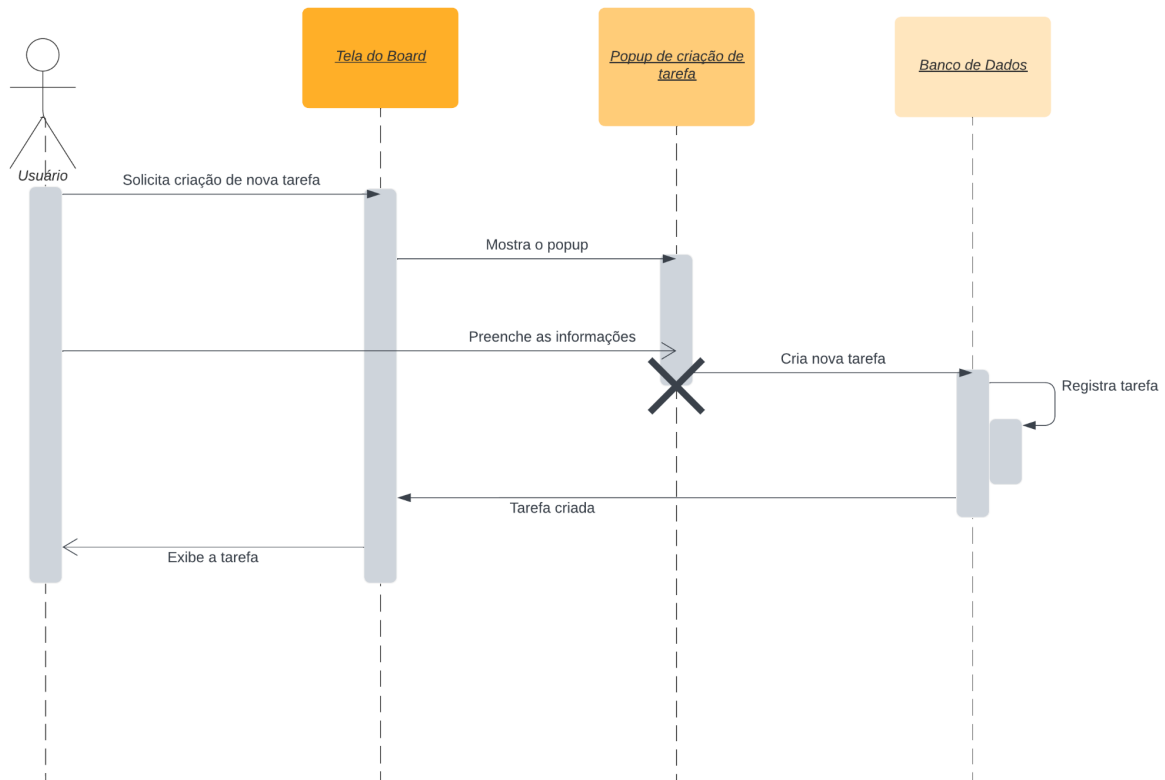 Tela do Board
Popup de criação de
tarefa
Banco de Dados
Usuário
Solicita criação de nova tarefa
Mostra o popup
Preenche as informações
Cria nova tarefa
Registra tarefa
Tarefa criada
Exibe a tarefa